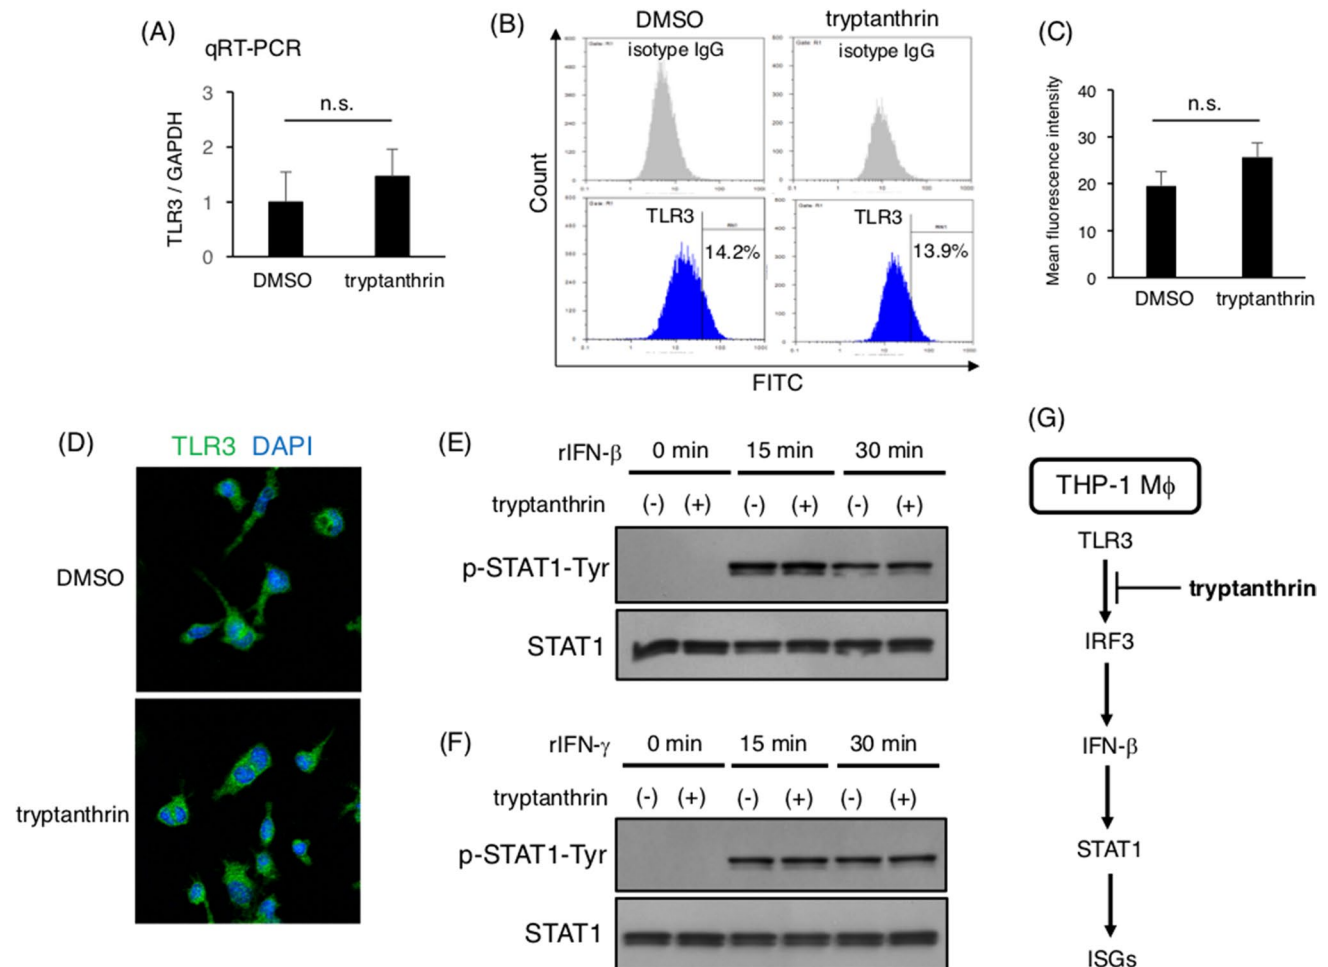 (A)
qRT-PCR
TLR3 / GAPDH
3
2
1
0
n.s.
DMSO
tryptanthrin
(B)
DMSO
tryptanthrin
isotype IgG
isotype IgG
Count
TLR3
14.2%
TLR3
13.9%
FITC
(C)
Mean fluorescence intensity
40
30
20
10
0
n.s.
DMSO
tryptanthrin
(D)
TLR3 DAPI
DMSO
tryptanthrin
(E)
rIFN-β 0 min 15 min 30 min
tryptanthrin (-) (+) (-) (+) (-) (+)
p-STAT1-Tyr
STAT1
(F)
rIFN-γ 0 min 15 min 30 min
tryptanthrin (-) (+) (-) (+) (-) (+)
p-STAT1-Tyr
STAT1
(G)
THP-1 Mϕ
TLR3
tryptanthrin
IRF3
IFN-β
STAT1
ISGs